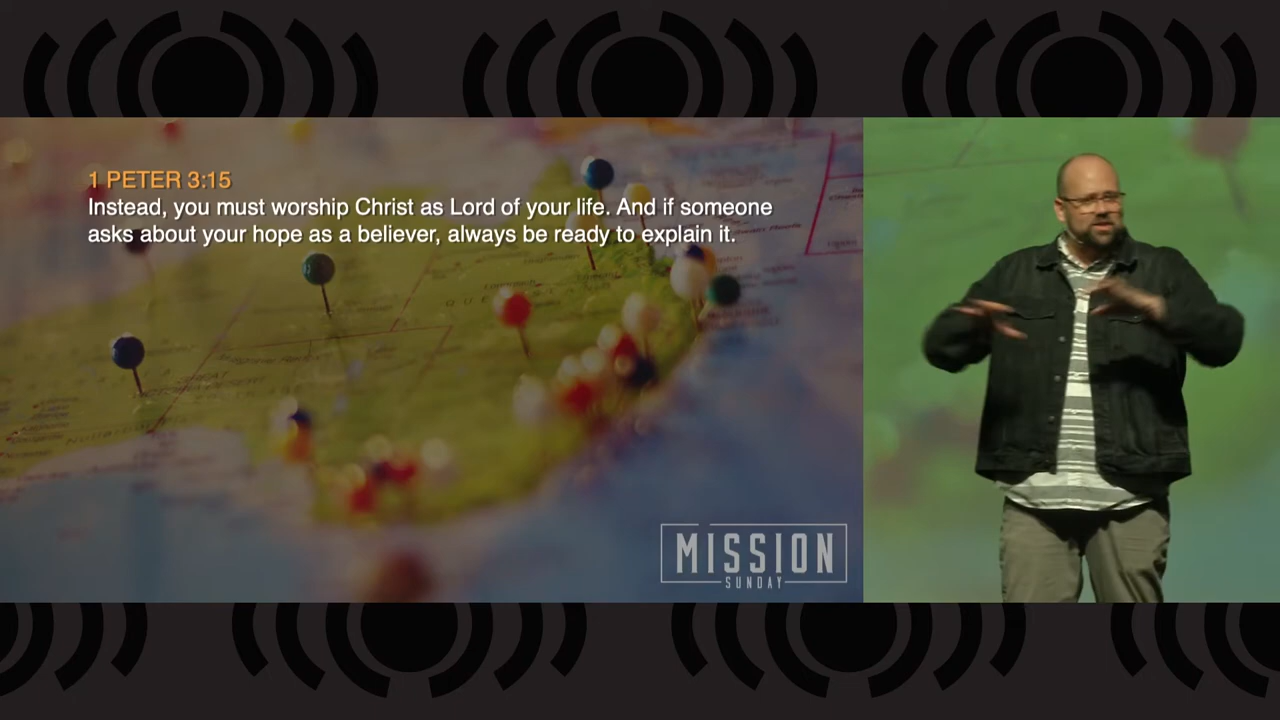 1 PETER 3:15
Instead, you must worship Christ as Lord of your life. And if someone
asks about your hope as a believer, always be ready to explain it.
MISSION
SUNDAY